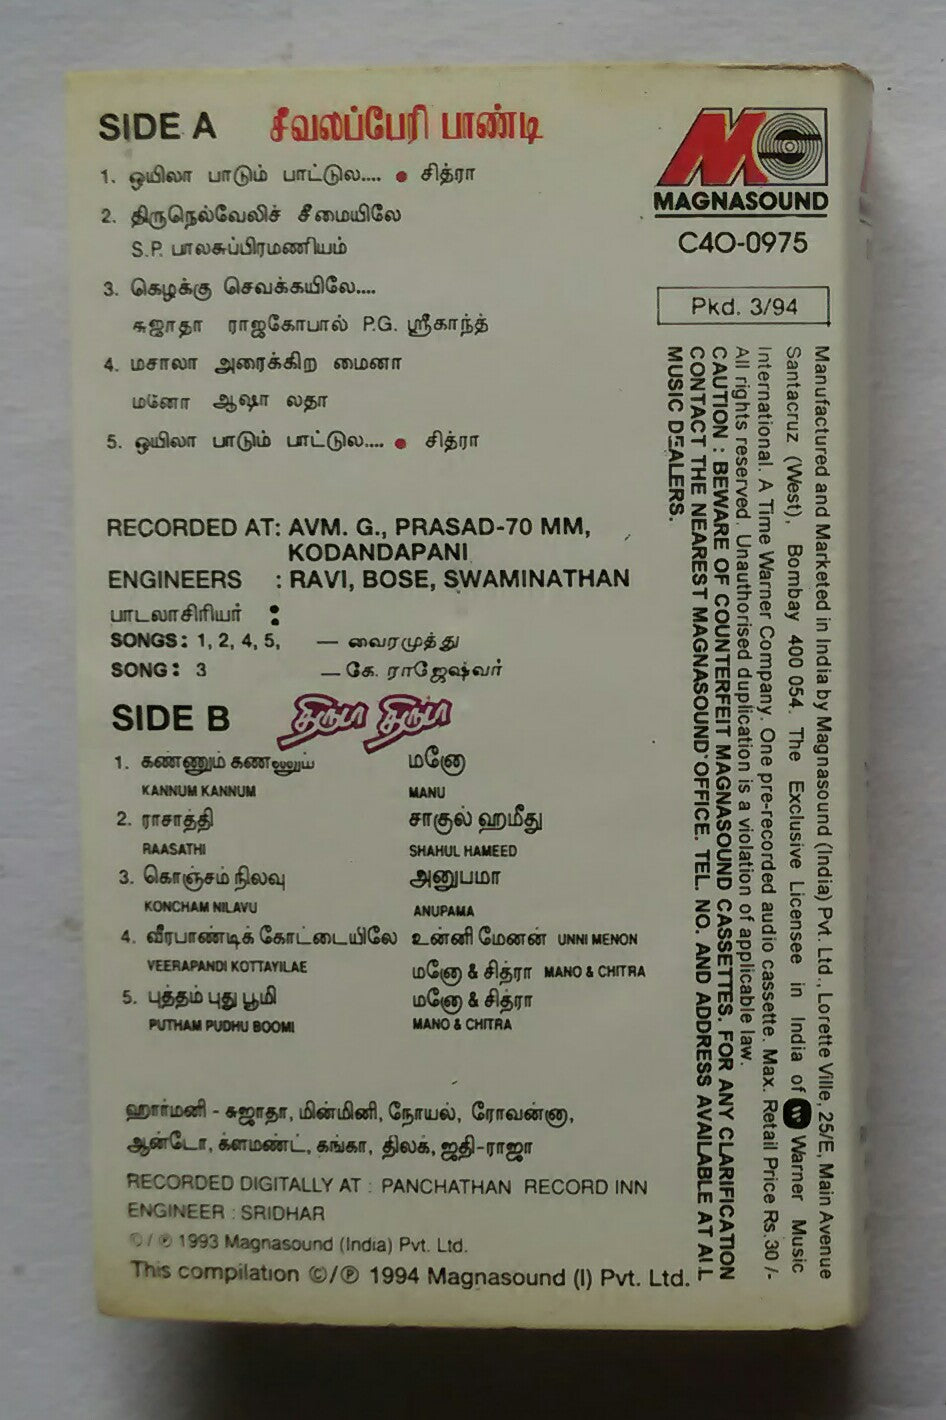 SIDE A சீவலப்பேரி பாண்டி
1. ஒயிலா பாடும் பாட்டுல.... ● சித்ரா
2. திருநெல்வேலிச் சீமையிலே
S.P. பாலசுப்பிரமணியம்
3. கெழக்கு செவக்கயிலே....
சுஜாதா ராஜகோபால் P.G. ஸ்ரீகாந்த்
4. மசாலா அரைக்கிற மைனா
மனோ ஆஷா லதா
5. ஒயிலா பாடும் பாட்டுல.... ● சித்ரா
RECORDED AT: AVM. G., PRASAD-70 MM,
KODANDAPANI
ENGINEERS : RAVI, BOSE, SWAMINATHAN
பாடலாசிரியர் :
SONGS: 1, 2, 4, 5, — வைரமுத்து
SONG: 3 — கே. ராஜேஷ்வர்
SIDE B திருடா திருடா
1. கண்ணும் கணணும் மனோ
KANNUM KANNUM MANU
2. ராசாத்தி சாகுல் ஹமீது
RAASATHI SHAHUL HAMEED
3. கொஞ்சம் நிலவு அனுபமா
KONCHAM NILAVU ANUPAMA
4. வீரபாண்டிக் கோட்டையிலே உன்னி மேனன் UNNI MENON
VEERAPANDI KOTTAYILAE மனோ & சித்ரா MANO & CHITRA
5. புத்தம் புது பூமி மனோ & சித்ரா
PUTHAM PUDHU BOOMI MANO & CHITRA
ஹார்மனி - சுஜாதா, மின்மினி, நோயல், ரோவன்னா,
ஆன்டோ, க்ளமண்ட், கங்கா, திலக், ஜதி-ராஜா
RECORDED DIGITALLY AT : PANCHATHAN RECORD INN
ENGINEER : SRIDHAR
©/℗ 1993 Magnasound (India) Pvt. Ltd.
This compilation ©/℗ 1994 Magnasound (I) Pvt. Ltd.
MS
MAGNASOUND
C4O-0975
Pkd. 3/94
Manufactured and Marketed in India by Magnasound (India) Pvt. Ltd., Lorette Ville, 25/E, Main Avenue
Santacruz (West), Bombay 400 054. The Exclusive Licensee in India of Warner Music
International. A Time Warner Company. One pre-recorded audio cassette. Max. Retail Price Rs.30/-
All rights reserved. Unauthorised duplication is a violation of applicable law.
CAUTION : BEWARE OF COUNTERFEIT MAGNASOUND CASSETTES. FOR ANY CLARIFICATION
CONTACT THE NEAREST MAGNASOUND OFFICE. TEL. NO. AND ADDRESS AVAILABLE AT ALL
MUSIC DEALERS.